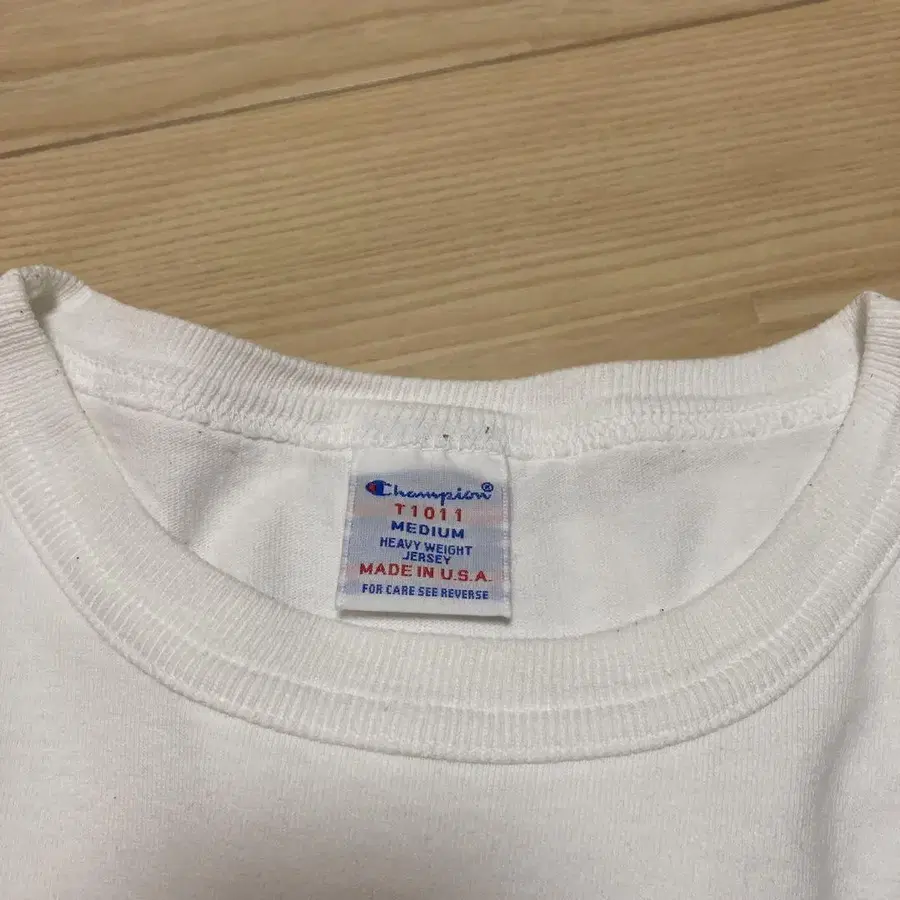 Champion®
T1011
MEDIUM
HEAVY WEIGHT
JERSEY
MADE IN U.S.A.
FOR CARE SEE REVERSE